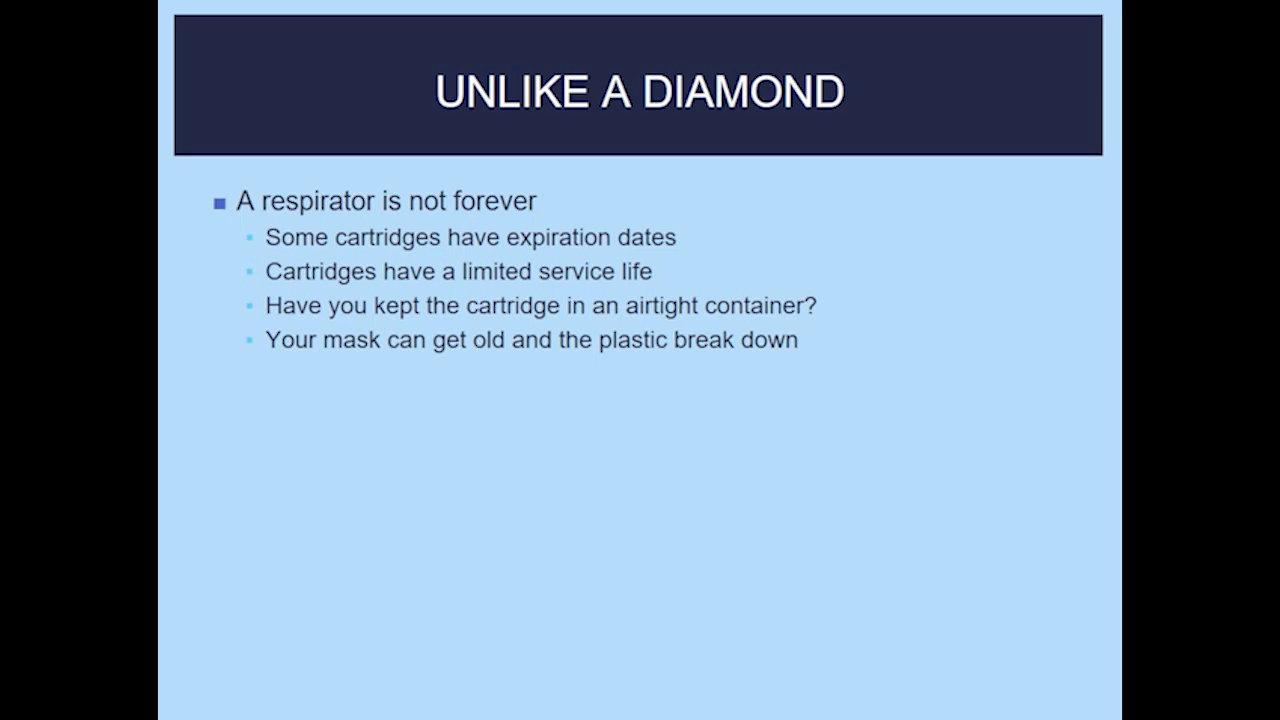 UNLIKE A DIAMOND
A respirator is not forever
Some cartridges have expiration dates
Cartridges have a limited service life
Have you kept the cartridge in an airtight container?
Your mask can get old and the plastic break down